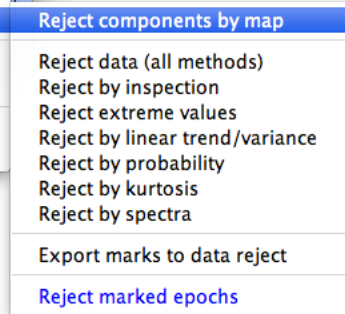 Reject components by map
Reject data (all methods)
Reject by inspection
Reject extreme values
Reject by linear trend/variance
Reject by probability
Reject by kurtosis
Reject by spectra
Export marks to data reject
Reject marked epochs